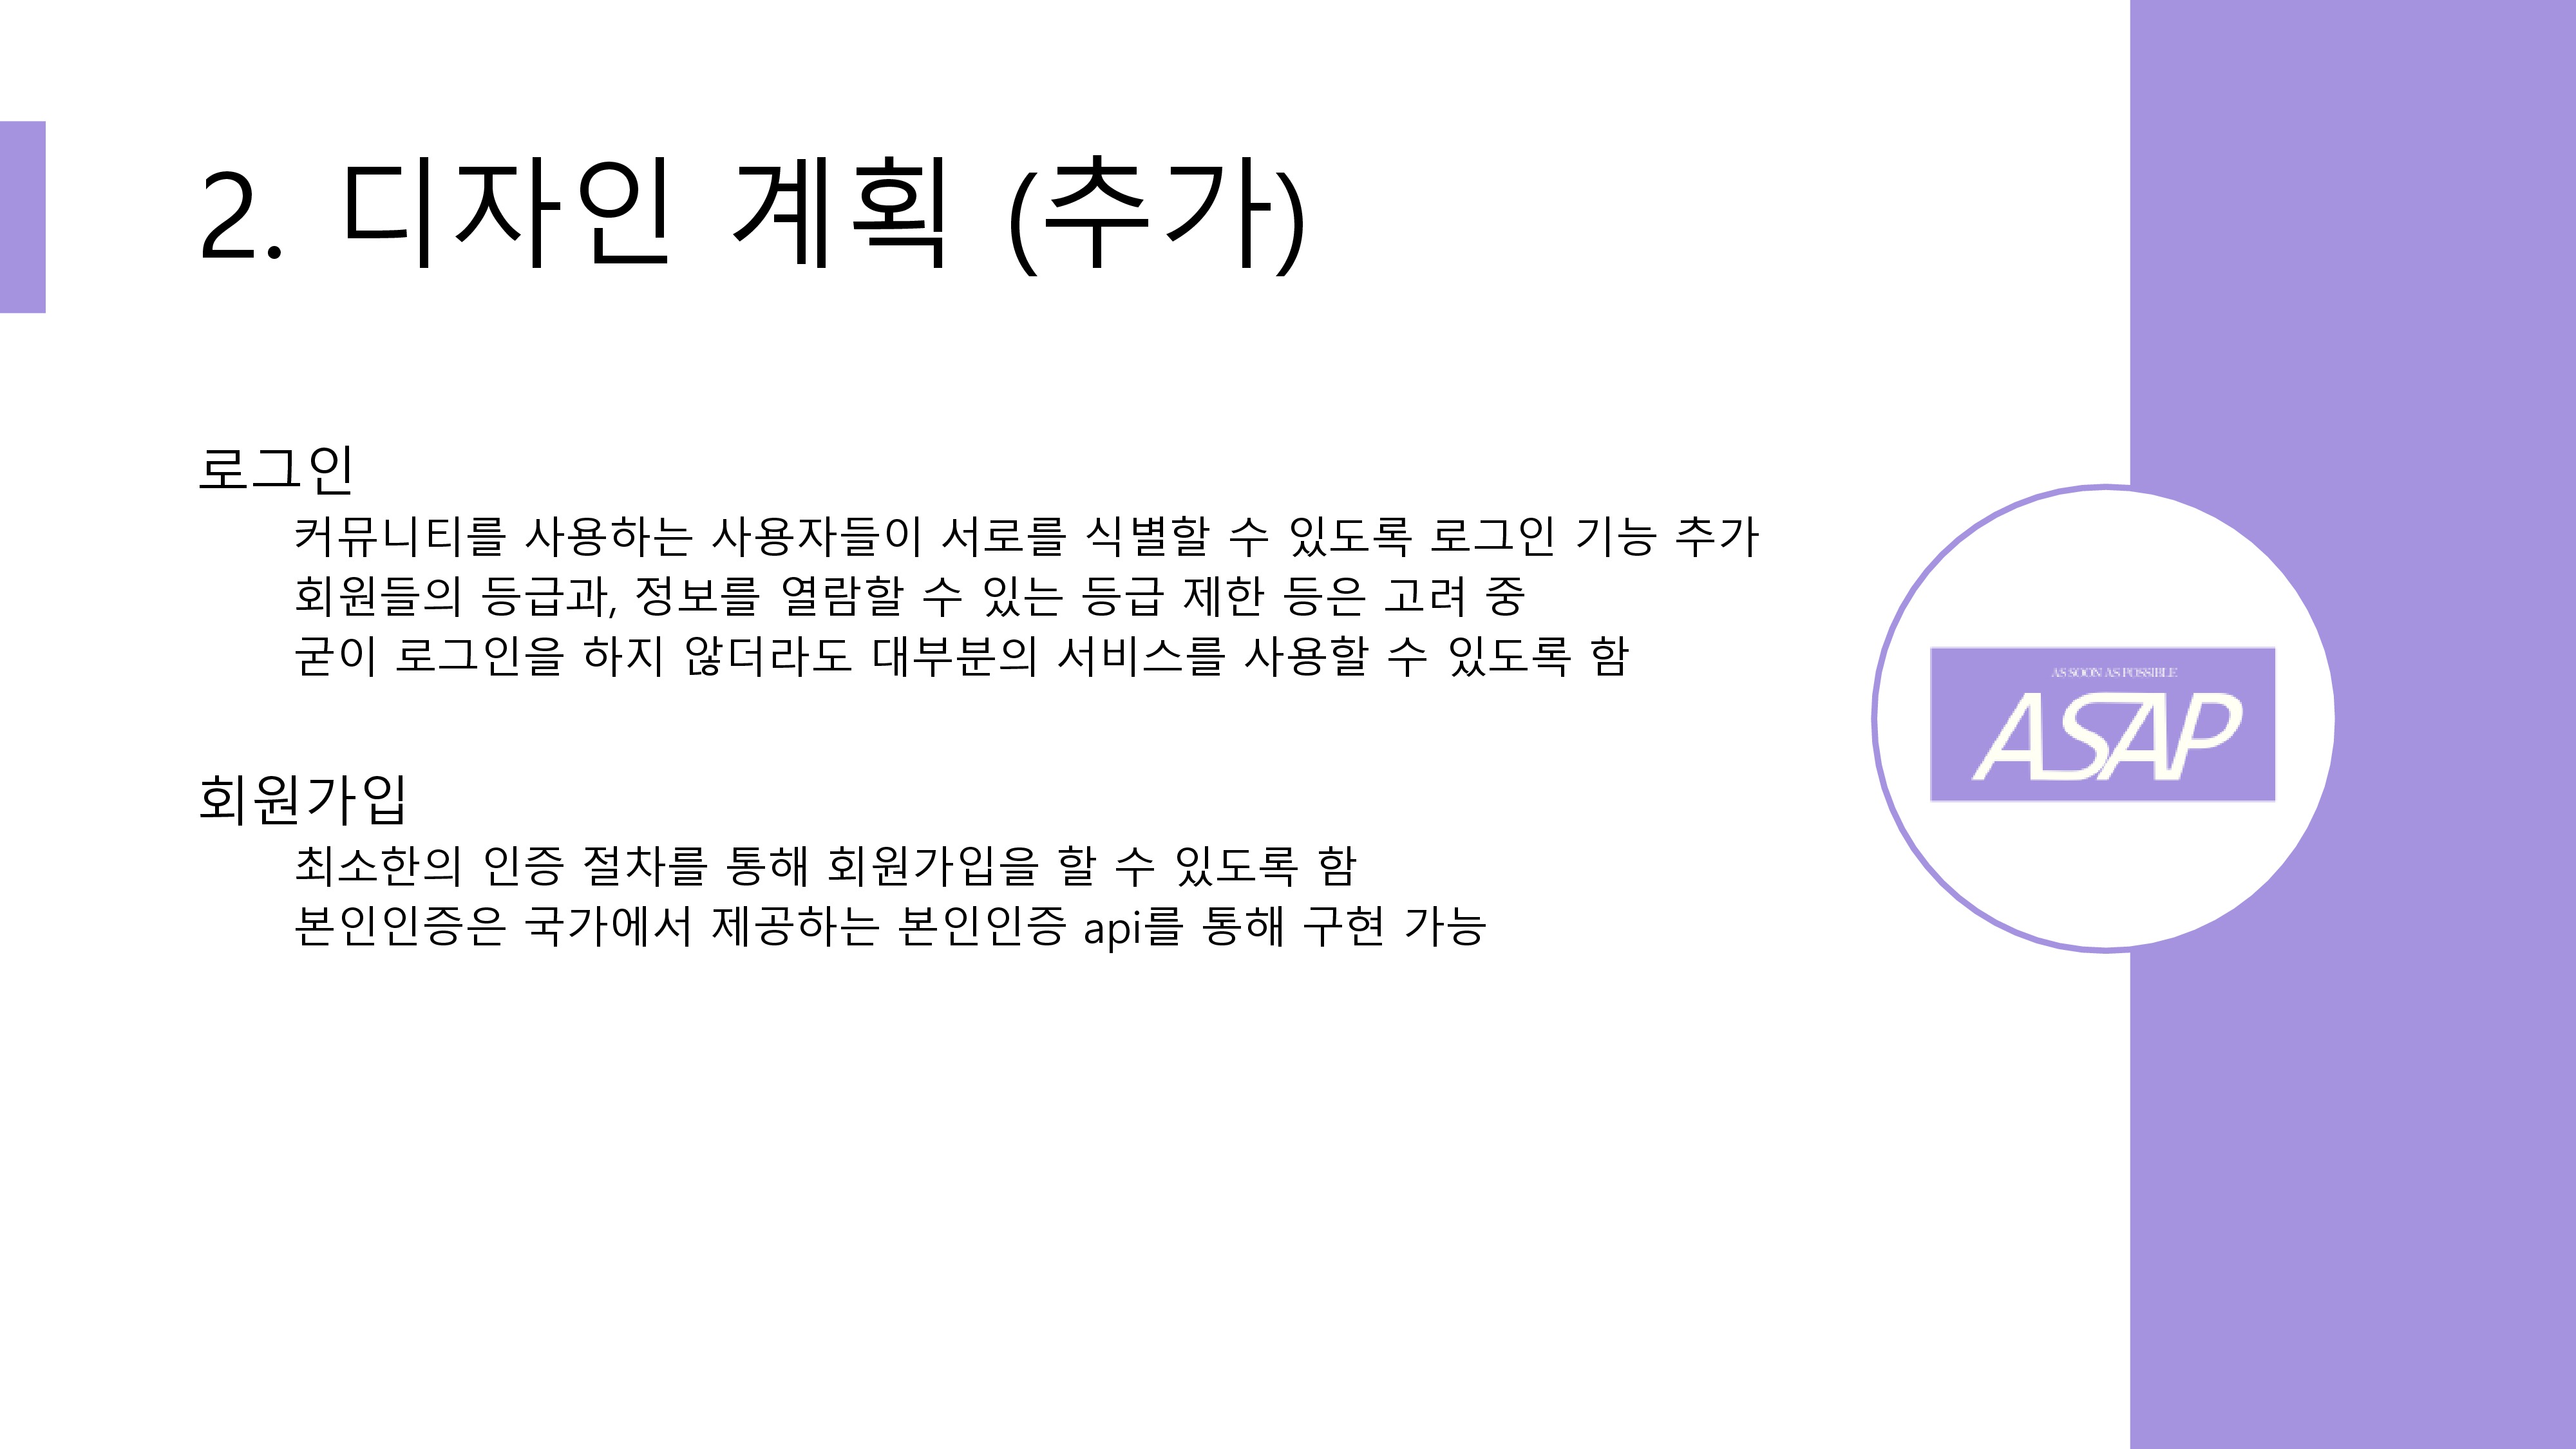 2. 디자인 계획 (추가)
로그인
커뮤니티를 사용하는 사용자들이 서로를 식별할 수 있도록 로그인 기능 추가
회원들의 등급과, 정보를 열람할 수 있는 등급 제한 등은 고려 중
굳이 로그인을 하지 않더라도 대부분의 서비스를 사용할 수 있도록 함
회원가입
최소한의 인증 절차를 통해 회원가입을 할 수 있도록 함
본인인증은 국가에서 제공하는 본인인증 api를 통해 구현 가능
AS SOON AS POSSIBLE
ASAP